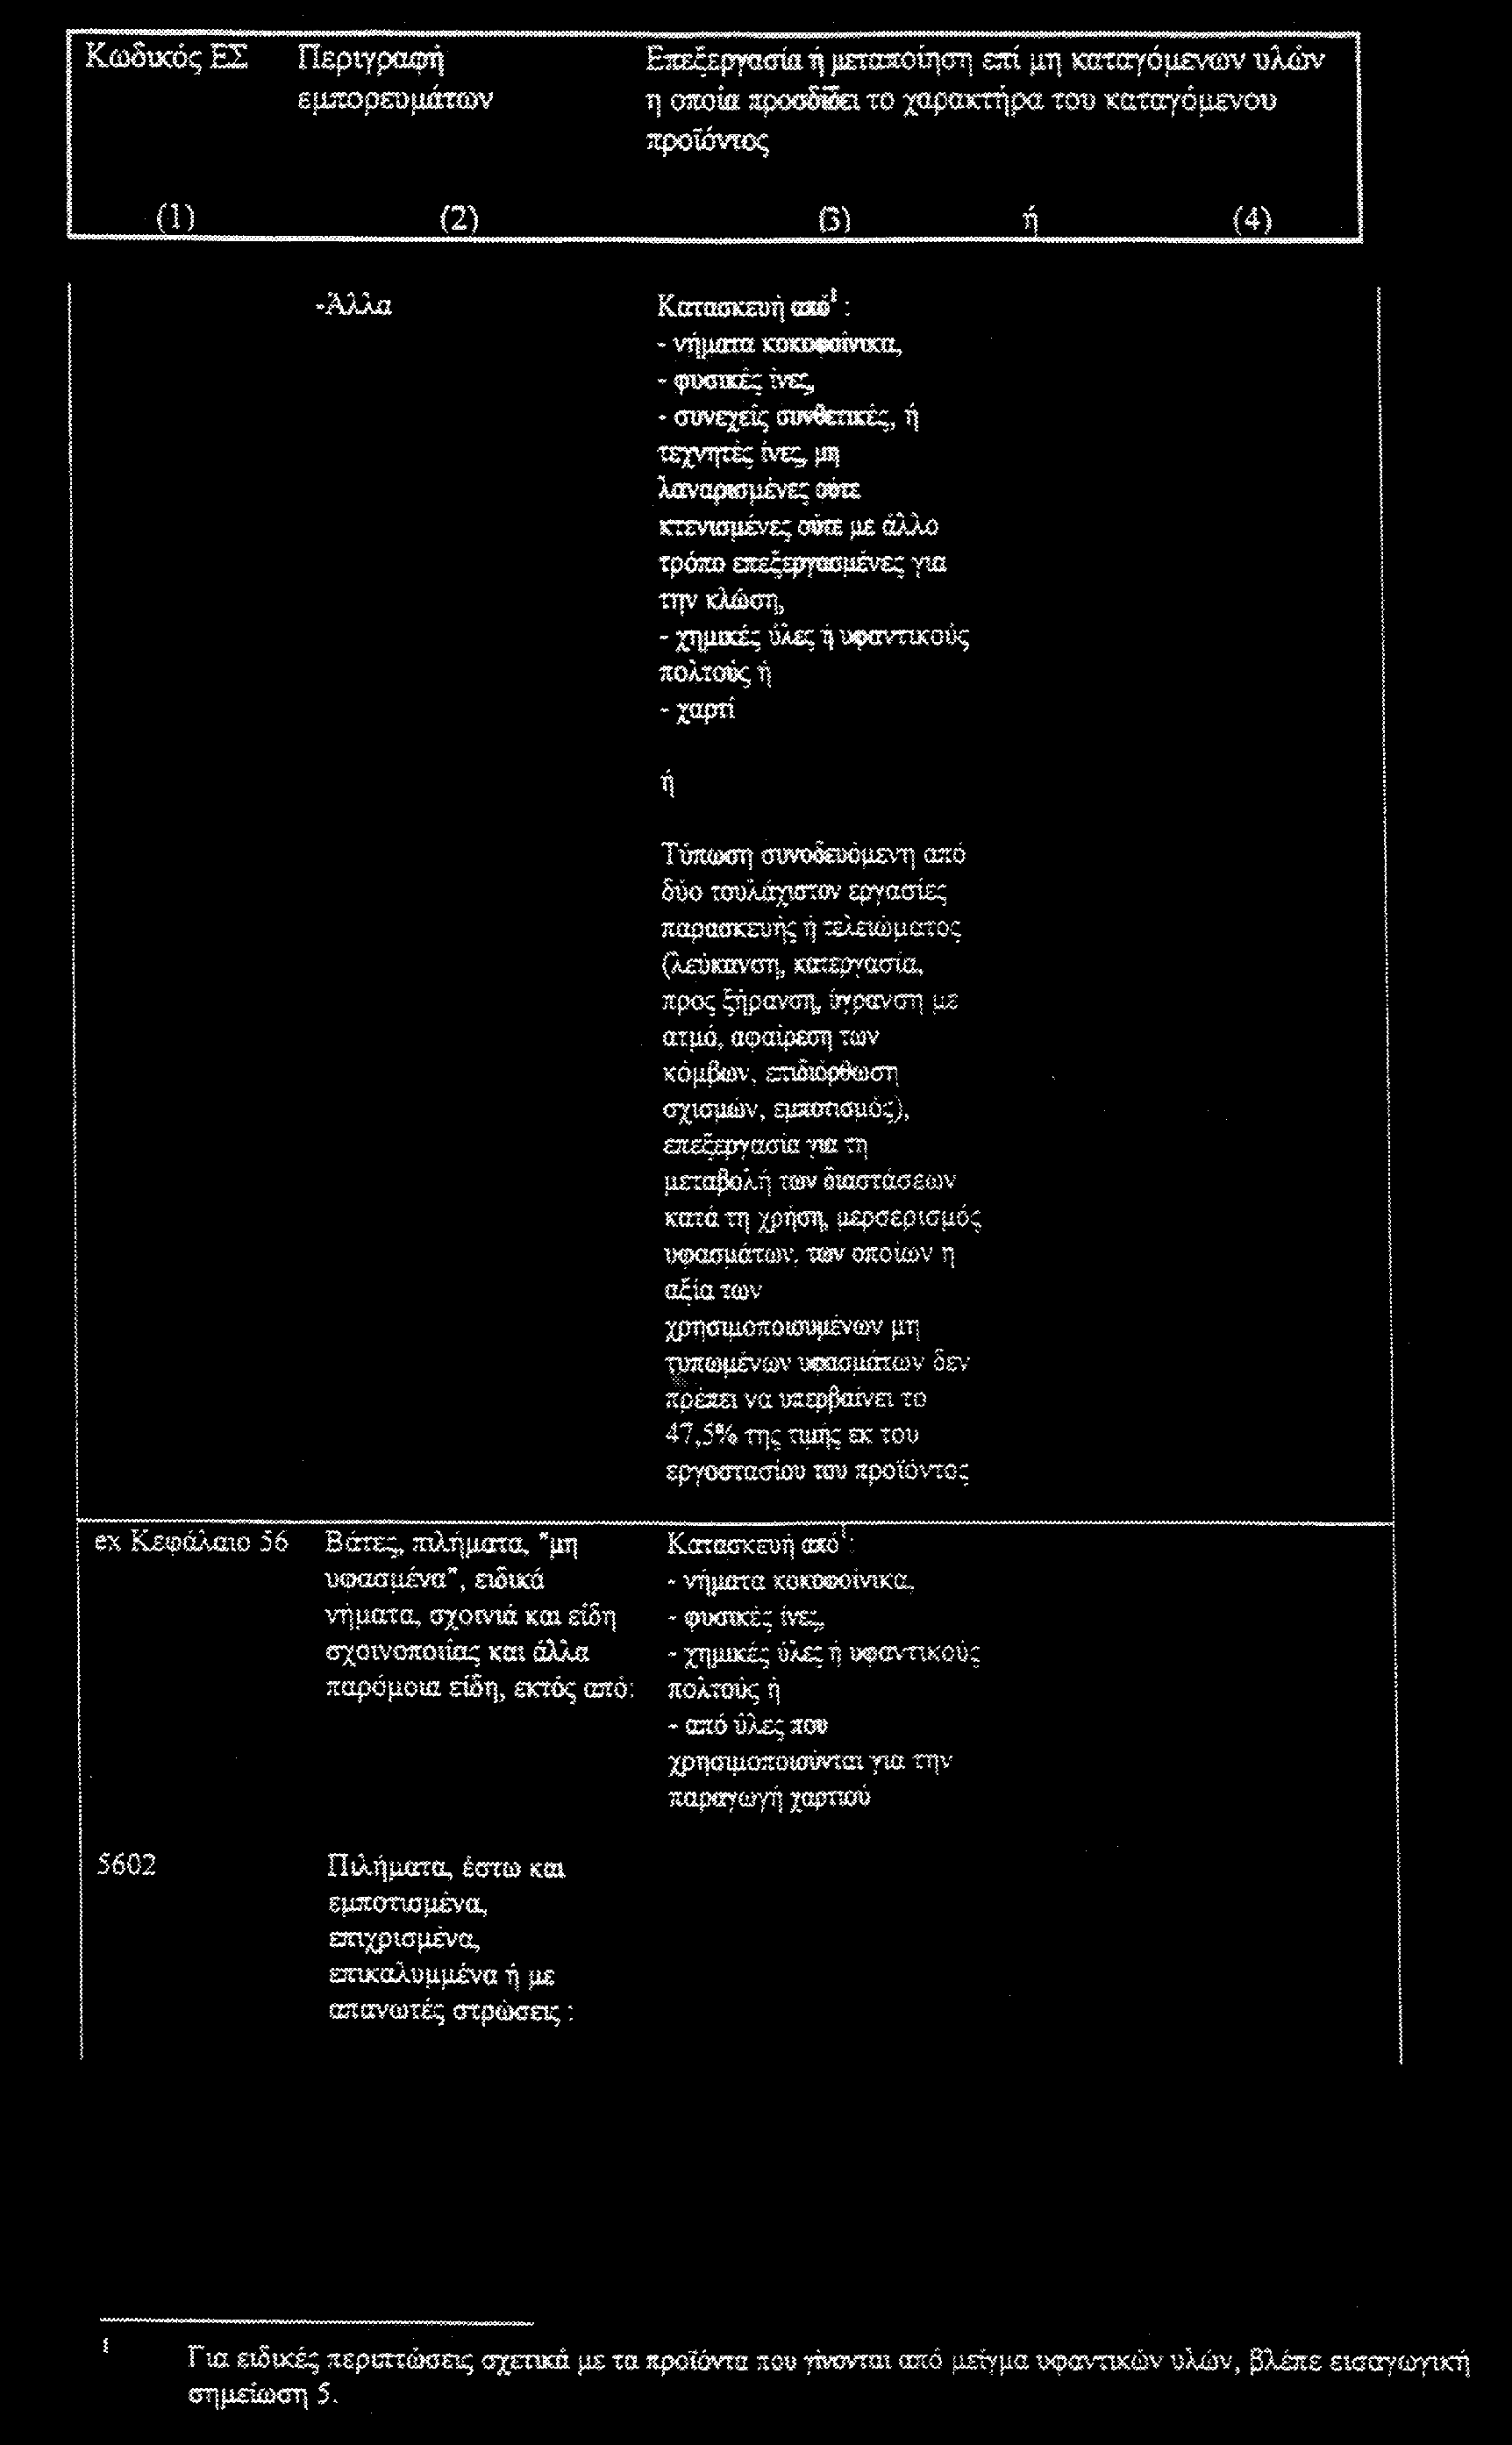 Κωδικός ΕΣ Περιγραφή Επεξεργασία ή μεταποίηση επί μη καταγόμενων υλών
εμπορευμάτων η οποία προσδίδει το χαρακτήρα του καταγόμενου
προϊόντος
(1) (2) (3) ή (4)
-Άλλα Κατασκευή από¹ :
- νήματα κοκοφοίνικα,
- φυσικές ίνες,
- συνεχείς συνθετικές, ή
τεχνητές ίνες, μη
λαναρισμένες ούτε
κτενισμένες ούτε με άλλο
τρόπο επεξεργασμένες για
την κλώση,
- χημικές ύλες ή υφαντικούς
πολτούς ή
- χαρτί
ή
Τύπωση συνοδευόμενη από
δύο τουλάχιστον εργασίες
παρασκευής ή τελειώματος
(λεύκανση, κατεργασία,
προς ξήρανση, ύγρανση με
ατμό, αφαίρεση των
κόμβων, επιδιόρθωση
σχισμών, εμποτισμός),
επεξεργασία για τη
μεταβολή των διαστάσεων
κατά τη χρήση, μερσερισμός
υφασμάτων, των οποίων η
αξία των
χρησιμοποιουμένων μη
τυπωμένων υφασμάτων δεν
πρέπει να υπερβαίνει το
47,5% της τιμής εκ του
εργοστασίου του προϊόντος
ex Κεφάλαιο 56 Βάτες, πιλήματα, "μη Κατασκευή από¹:
υφασμένα", ειδικά - νήματα κοκοφοίνικα,
νήματα, σχοινιά και είδη - φυσικές ίνες,
σχοινοποιίας και άλλα - χημικές ύλες ή υφαντικούς
παρόμοια είδη, εκτός από: πολτούς ή
- από ύλες που
χρησιμοποιούνται για την
παραγωγή χαρτιού
5602 Πιλήματα, έστω και
εμποτισμένα,
επιχρισμένα,
επικαλυμμένα ή με
απανωτές στρώσεις :
¹ Για ειδικές περιπτώσεις σχετικά με τα προϊόντα που γίνονται από μείγμα υφαντικών υλών, βλέπε εισαγωγική
σημείωση 5.